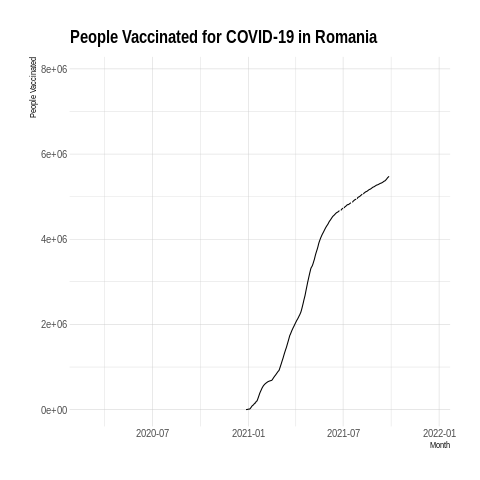 People Vaccinated for COVID-19 in Romania
People Vaccinated
8e+06
6e+06
4e+06
2e+06
0e+00
2020-07 2021-01 2021-07 2022-01
Month